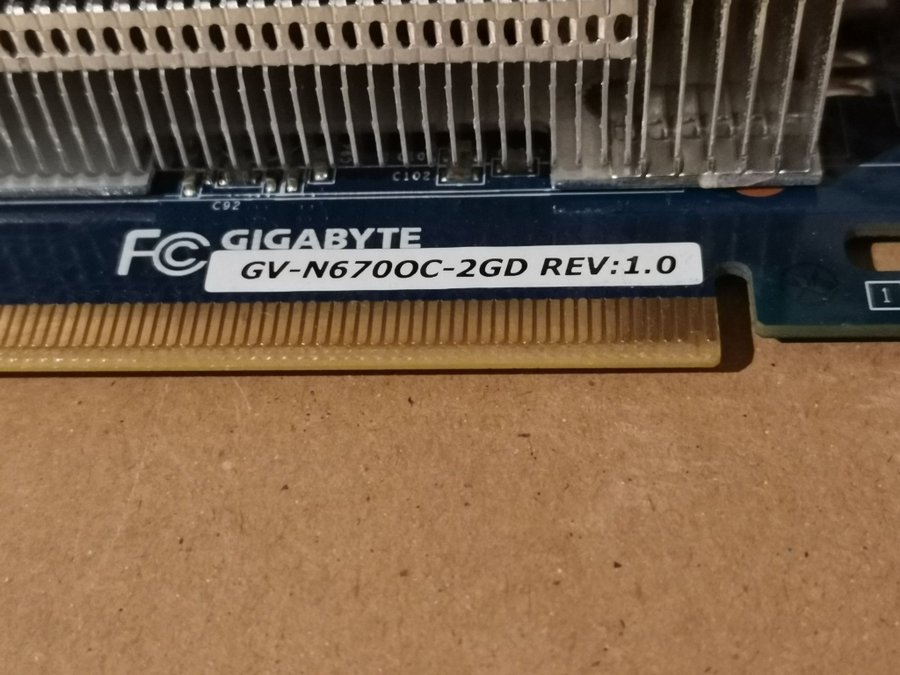 C102
C92
FC GIGABYTE
GV-N670OC-2GD REV:1.0
1